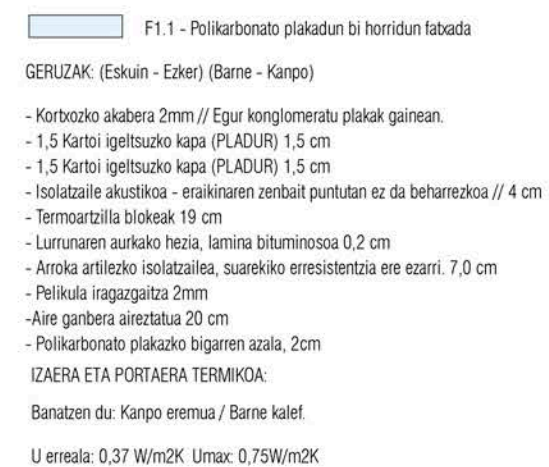 F1.1 - Polikarbonato plakadun bi horridun fatxada
GERUZAK: (Eskuin - Ezker) (Barne - Kanpo)
- Kortxozko akabera 2mm // Egur konglomeratu plakak gainean.
- 1,5 Kartoi igeltsuzko kapa (PLADUR) 1,5 cm
- 1,5 Kartoi igeltsuzko kapa (PLADUR) 1,5 cm
- Isolatzaile akustikoa - eraikinaren zenbait puntutan ez da beharrezkoa // 4 cm
- Termoartzilla blokeak 19 cm
- Lurrunaren aurkako hezia, lamina bituminosoa 0,2 cm
- Arroka artilezko isolatzailea, suarekiko erresistentzia ere ezarri. 7,0 cm
- Pelikula iragazgaitza 2mm
-Aire ganbera aireztatua 20 cm
- Polikarbonato plakazko bigarren azala, 2cm
IZAERA ETA PORTAERA TERMIKOA:
Banatzen du: Kanpo eremua / Barne kalef.
U erreala: 0,37 W/m2K Umax: 0,75W/m2K